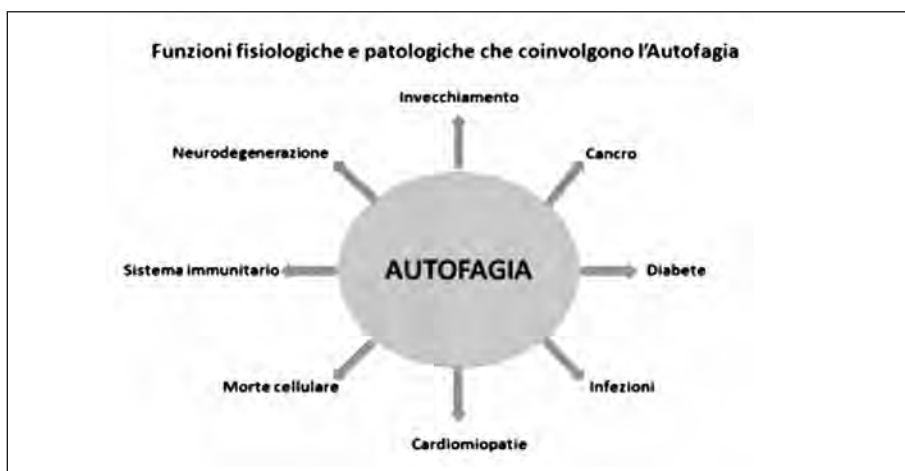 Funzioni fisiologiche e patologiche che coinvolgono l'Autofagia
Invecchiamento
Neurodegenerazione
Cancro
Sistema immunitario
AUTOFAGIA
Diabete
Morte cellulare
Infezioni
Cardiomiopatie